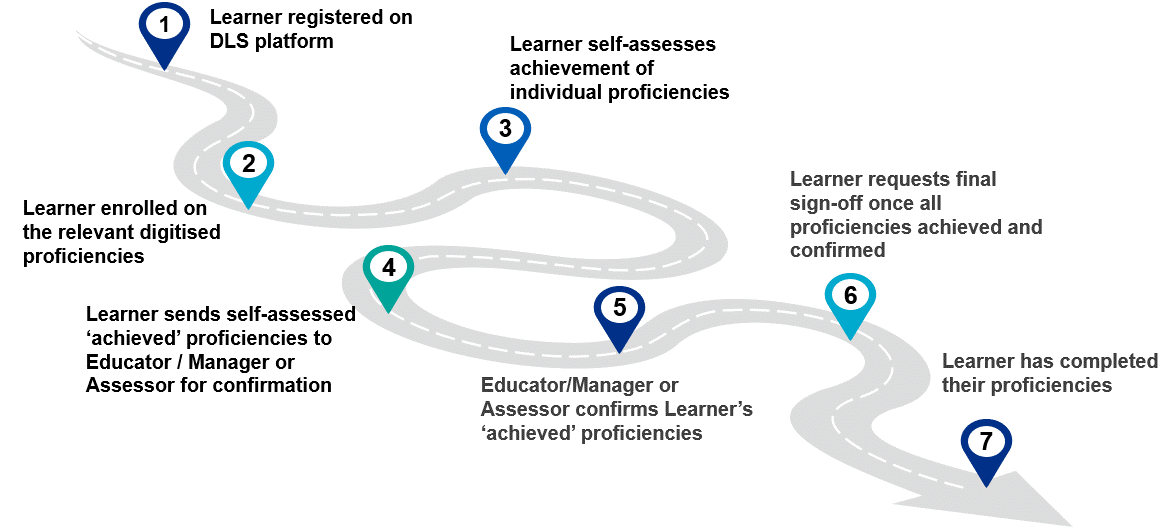 1
Learner registered on
DLS platform
2
Learner enrolled on
the relevant digitised
proficiencies
3
Learner self-assesses
achievement of
individual proficiencies
4
Learner sends self-assessed
‘achieved’ proficiencies to
Educator / Manager or
Assessor for confirmation
5
Educator/Manager or
Assessor confirms Learner’s
‘achieved’ proficiencies
6
Learner requests final
sign-off once all
proficiencies achieved and
confirmed
7
Learner has completed
their proficiencies